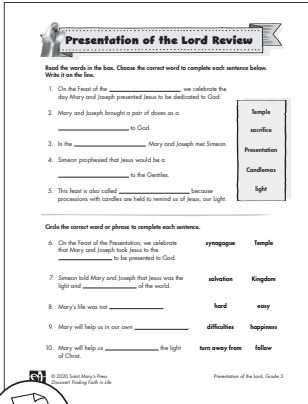 Presentation of the Lord Review
Read the words in the box. Choose the correct word to complete each sentence below.
Write it on the line.
1. On the Feast of the ____________, we celebrate the
day Mary and Joseph presented Jesus to be dedicated to God.
2. Mary and Joseph brought a pair of doves as a
____________ to God.
3. In the ____________ Mary and Joseph met Simeon.
4. Simeon prophesied that Jesus would be a
____________ to the Gentiles.
5. This feast is also called ____________ because
processions with candles are held to remind us of Jesus, our Light.
Temple
sacrifice
Presentation
Candlemas
light
Circle the correct word or phrase to complete each sentence.
6. On the Feast of the Presentation, we celebrate synagogue Temple
that Mary and Joseph took Jesus to the
____________ to be presented to God.
7. Simeon told Mary and Joseph that Jesus was the salvation Kingdom
light and ____________ of the world.
8. Mary's life was not ____________. hard easy
9. Mary will help us in our own ____________. difficulties happiness
10. Mary will help us ____________ the light turn away from follow
of Christ.
© 2020 Saint Mary's Press
Discover! Finding Faith in Life
Presentation of the Lord, Grade 3